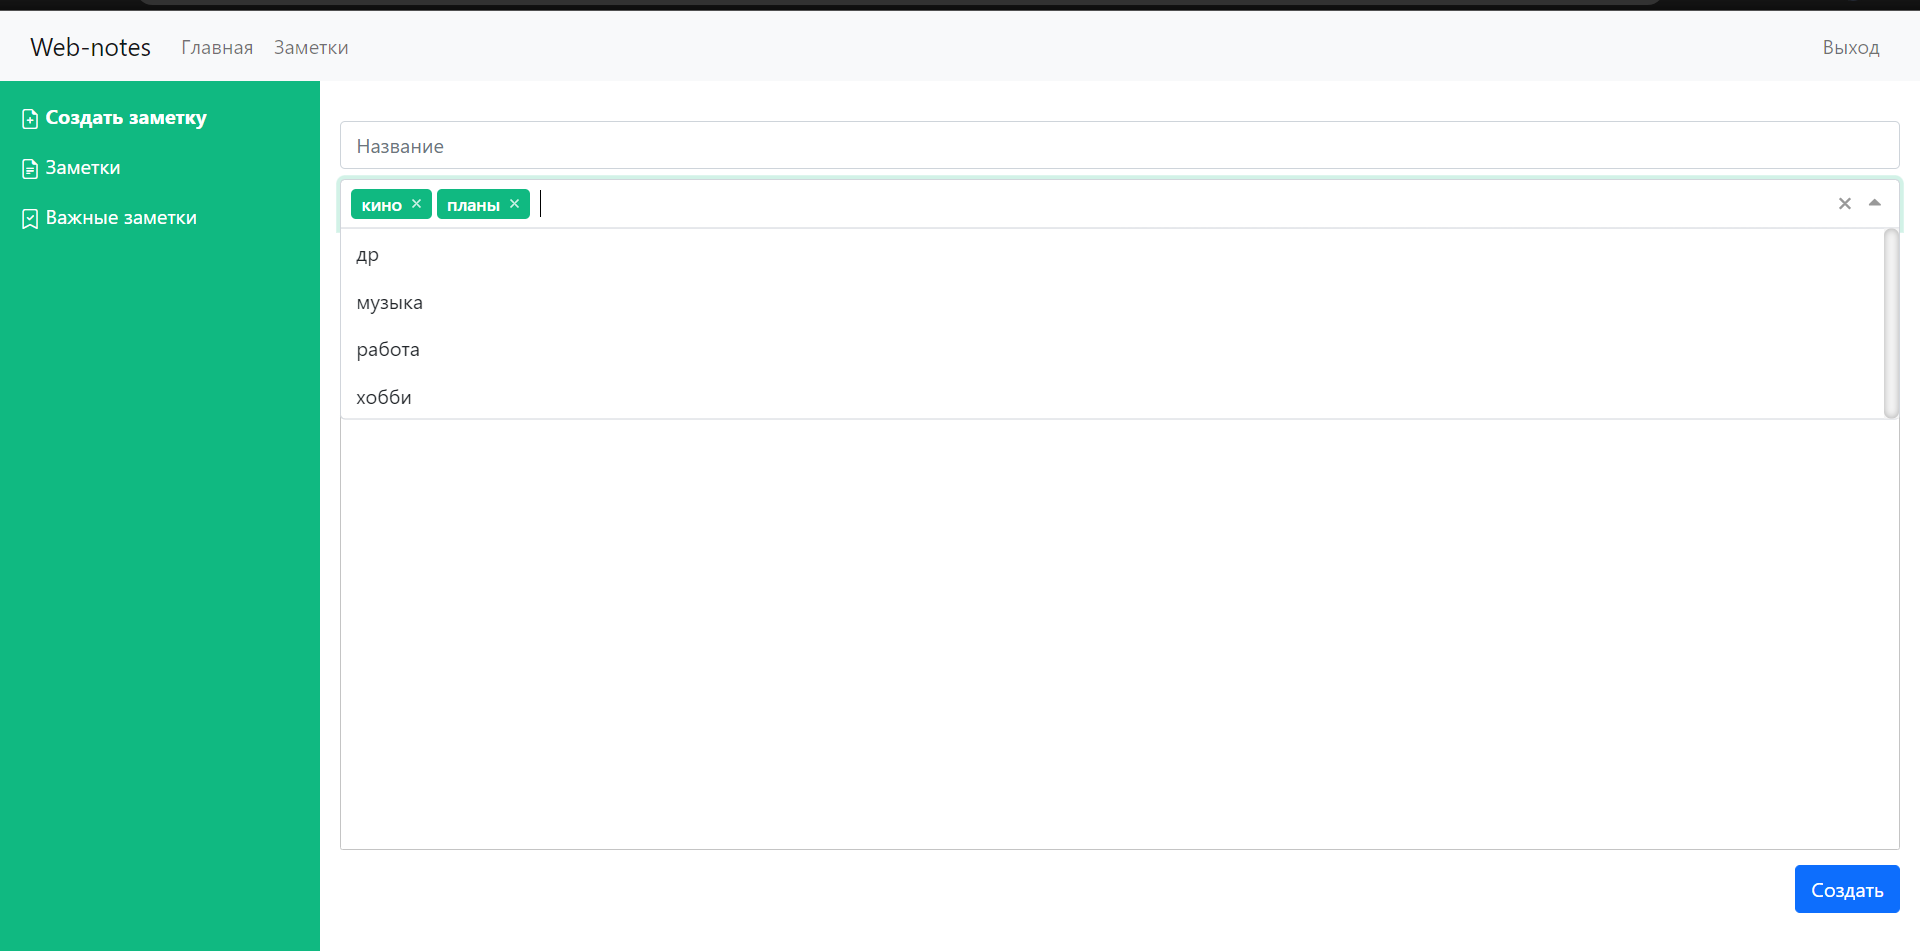 Web-notes Главная Заметки Выход
Создать заметку
Заметки
Важные заметки
Название
кино × планы ×
др
музыка
работа
хобби
Создать